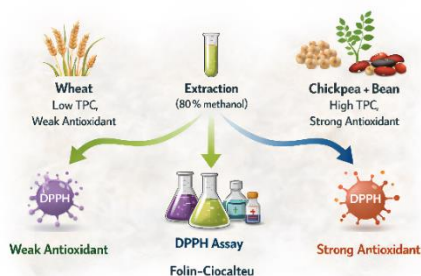 Wheat
Low TPC,
Weak Antioxidant
Extraction
(80% methanol)
Chickpea + Bean
High TPC,
Strong Antioxidant
DPPH
Weak Antioxidant
DPPH Assay
Folin-Ciocalteu
DPPH
Strong Antioxidant